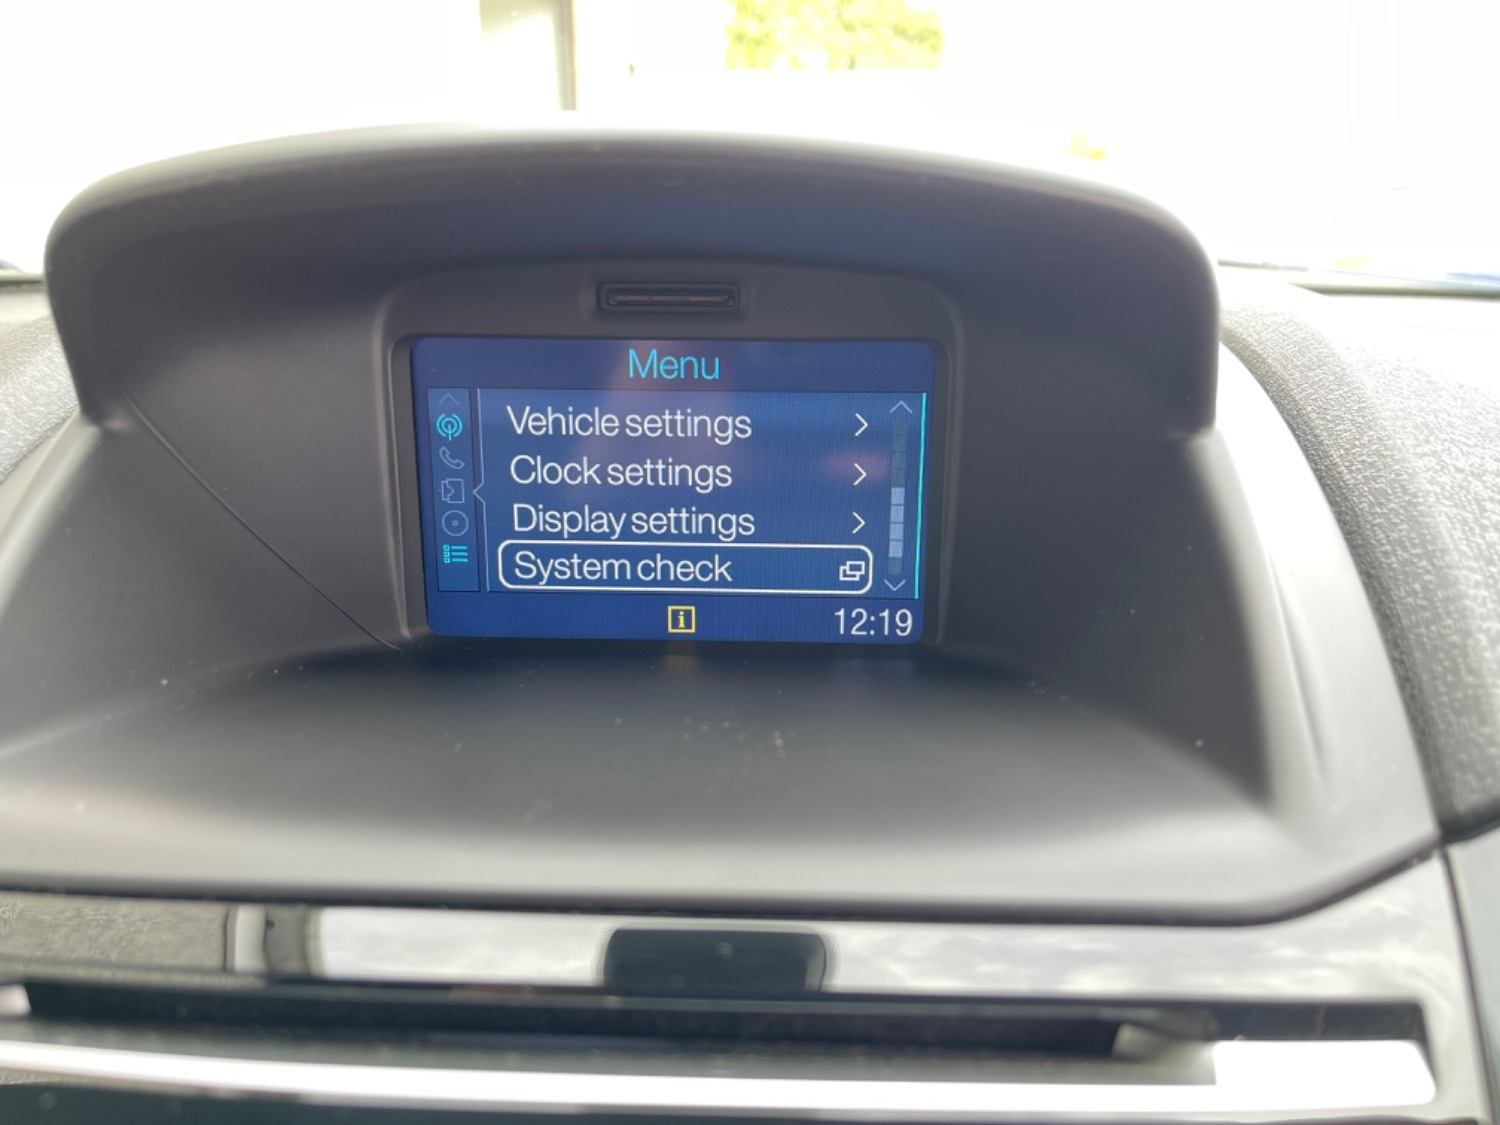 Menu
Vehicle settings
Clock settings
Display settings
System check
i
12:19